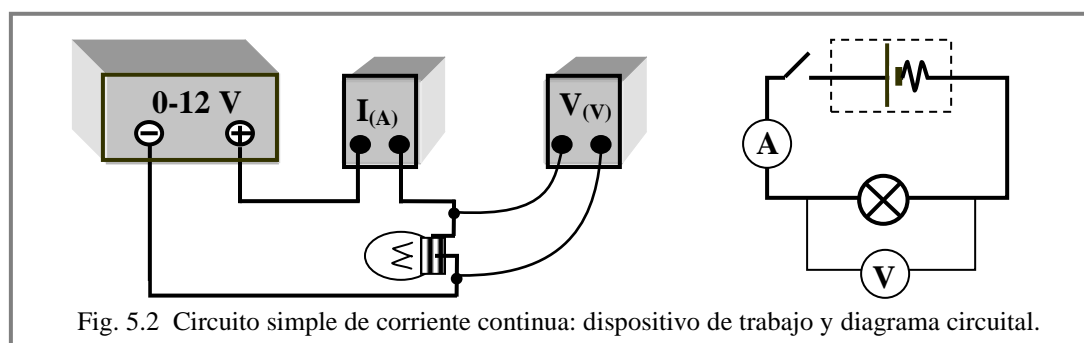 0-12 V
I(A)
V(V)
A
V
Fig. 5.2 Circuito simple de corriente continua: dispositivo de trabajo y diagrama circuital.